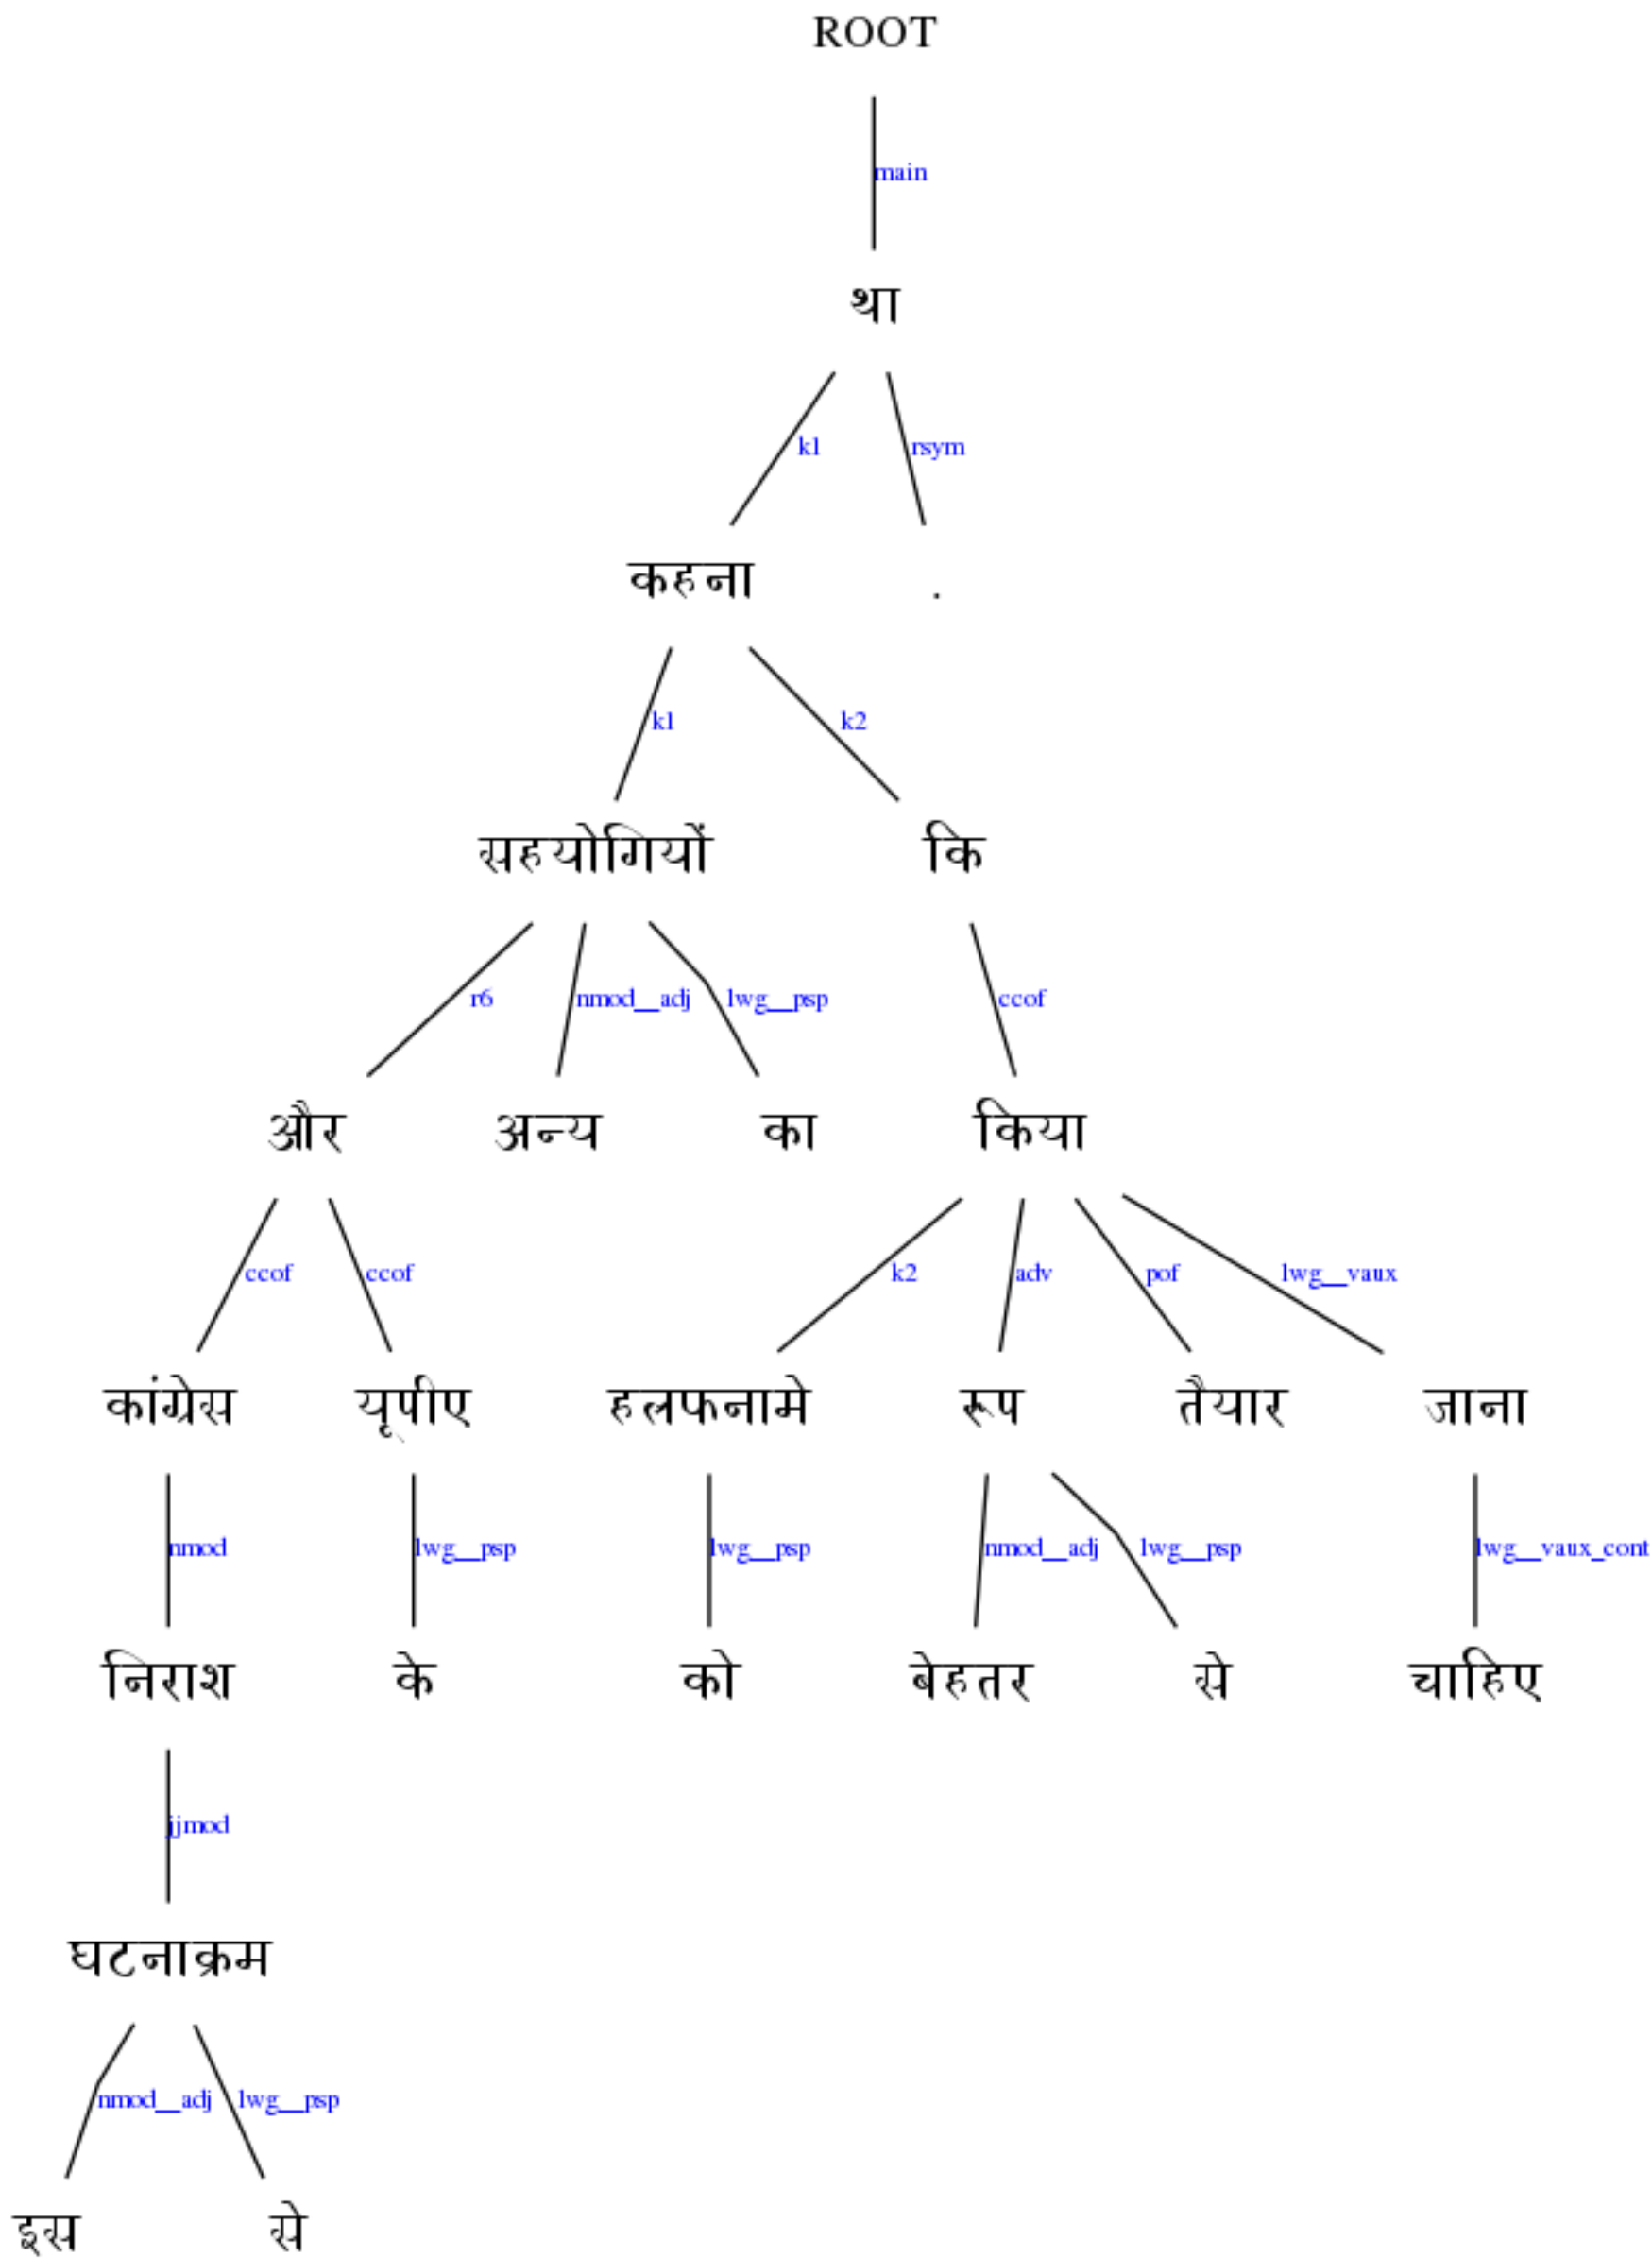 ROOT
main
था
k1 rsym
कहना .
k1 k2
सहयोगियों कि
r6 nmod__adj lwg__psp ccof
और अन्य का किया
ccof ccof k2 adv pof lwg__vaux
कांग्रेस यूपीए हलफनामे रूप तैयार जाना
nmod lwg__psp lwg__psp nmod__adj lwg__psp lwg__vaux_cont
निराश के को बेहतर से चाहिए
jjmod
घटनाक्रम
nmod__adj lwg__psp
इस से